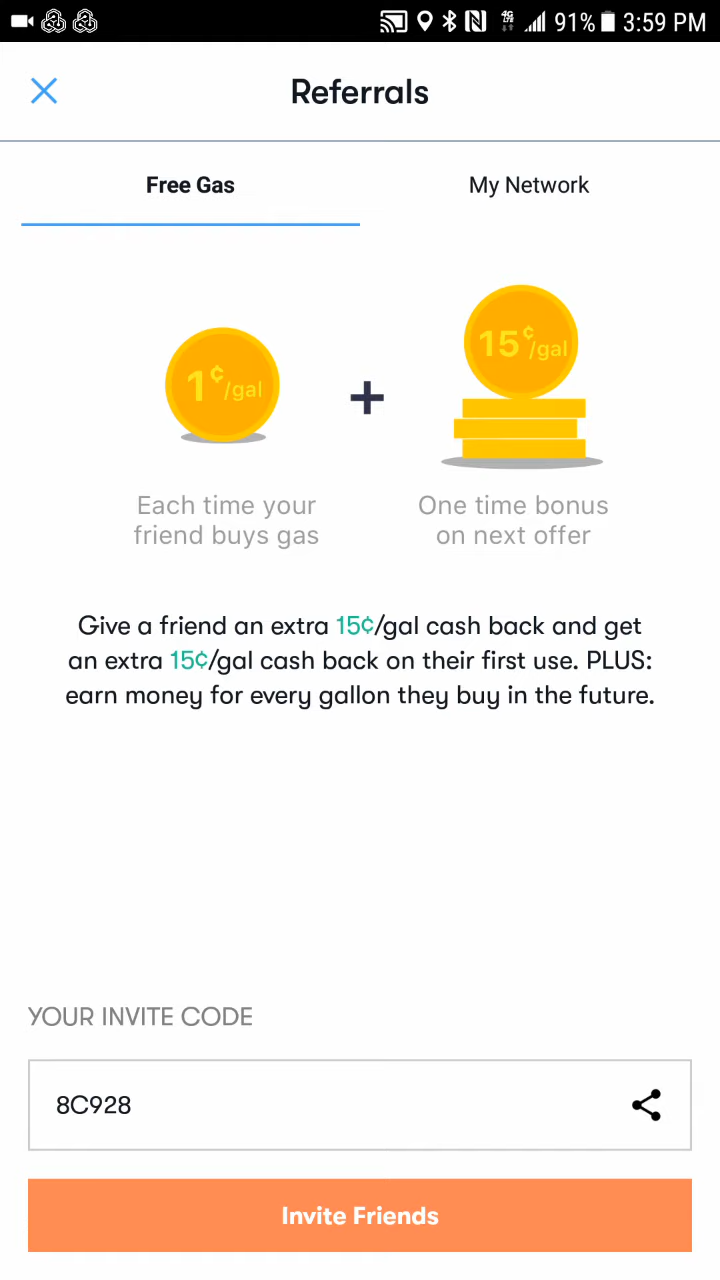 91% 3:59 PM
Referrals
Free Gas
My Network
1¢/gal
+
15¢/gal
Each time your
friend buys gas
One time bonus
on next offer
Give a friend an extra 15¢/gal cash back and get
an extra 15¢/gal cash back on their first use. PLUS:
earn money for every gallon they buy in the future.
YOUR INVITE CODE
8C928
Invite Friends